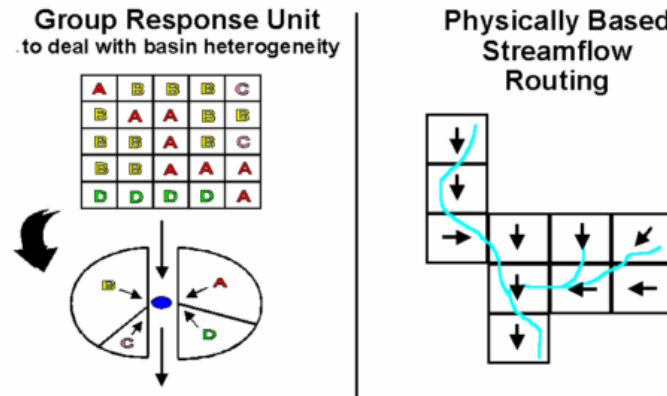 Group Response Unit
to deal with basin heterogeneity
A B B B C
B A A B B
B B A B C
B B A A A
D D D D A
B A
C D
Physically Based
Streamflow
Routing